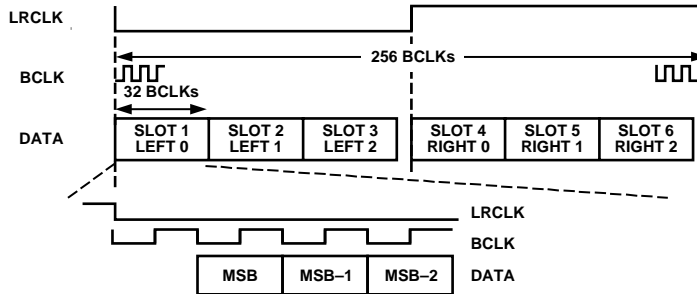 LRCLK
256 BCLKs
BCLK
32 BCLKs
DATA
SLOT 1 SLOT 2 SLOT 3 SLOT 4 SLOT 5 SLOT 6
LEFT 0 LEFT 1 LEFT 2 RIGHT 0 RIGHT 1 RIGHT 2
LRCLK
BCLK
MSB MSB–1 MSB–2 DATA